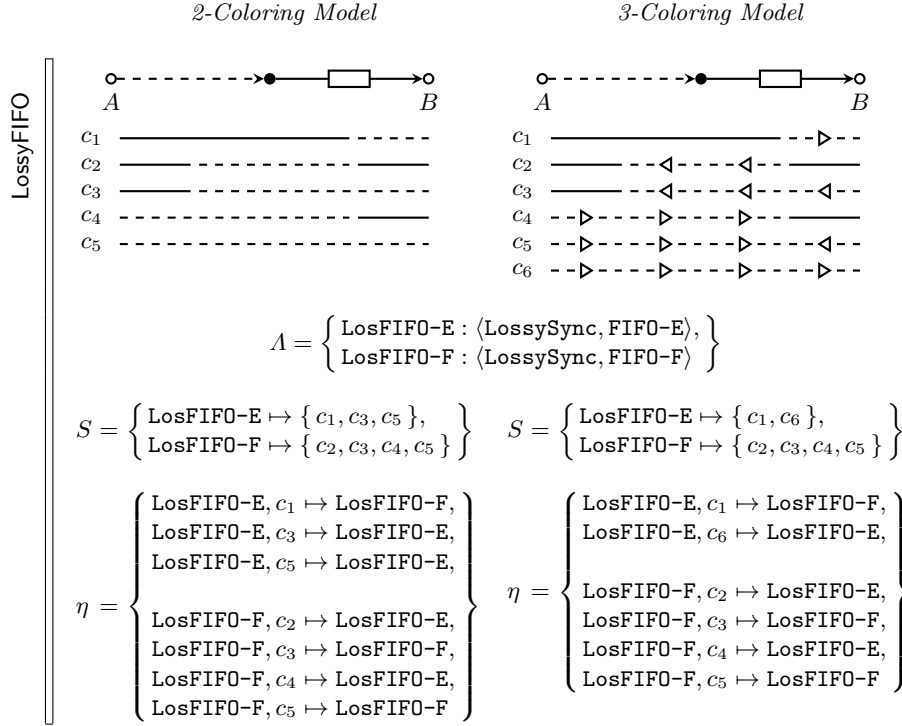 2-Coloring Model 3-Coloring Model
LossyFIFO
A B A B
c₁ c₁
c₂ c₂
c₃ c₃
c₄ c₄
c₅ c₅
c₆
Λ = { LosFIFO-E : ⟨LossySync, FIFO-E⟩,
LosFIFO-F : ⟨LossySync, FIFO-F⟩ }
S = { LosFIFO-E ↦ { c₁, c₃, c₅ },
LosFIFO-F ↦ { c₂, c₃, c₄, c₅ } }
S = { LosFIFO-E ↦ { c₁, c₆ },
LosFIFO-F ↦ { c₂, c₃, c₄, c₅ } }
η = { LosFIFO-E, c₁ ↦ LosFIFO-F,
LosFIFO-E, c₃ ↦ LosFIFO-E,
LosFIFO-E, c₅ ↦ LosFIFO-E,
LosFIFO-F, c₂ ↦ LosFIFO-E,
LosFIFO-F, c₃ ↦ LosFIFO-F,
LosFIFO-F, c₄ ↦ LosFIFO-E,
LosFIFO-F, c₅ ↦ LosFIFO-F }
η = { LosFIFO-E, c₁ ↦ LosFIFO-F,
LosFIFO-E, c₆ ↦ LosFIFO-E,
LosFIFO-F, c₂ ↦ LosFIFO-E,
LosFIFO-F, c₃ ↦ LosFIFO-F,
LosFIFO-F, c₄ ↦ LosFIFO-E,
LosFIFO-F, c₅ ↦ LosFIFO-F }